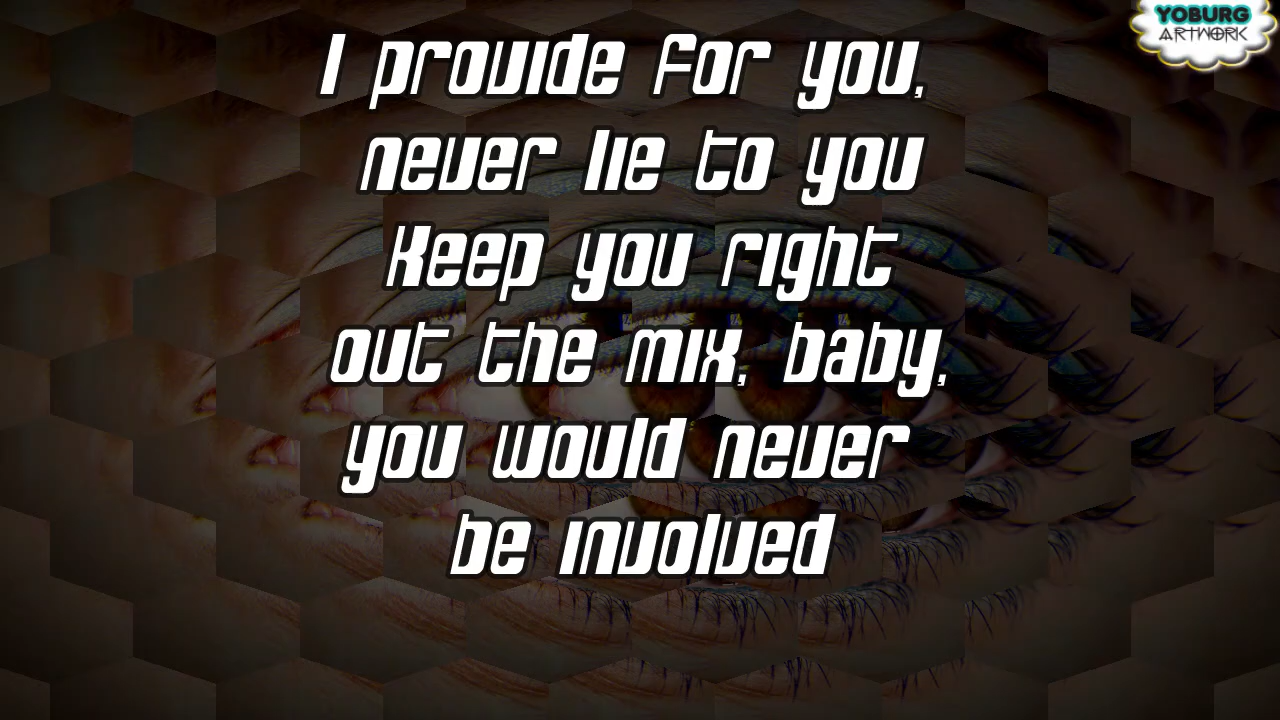 I provide for you,
never lie to you
Keep you right
out the mix, baby,
you would never
be involved
YOBURG
ARTWORK